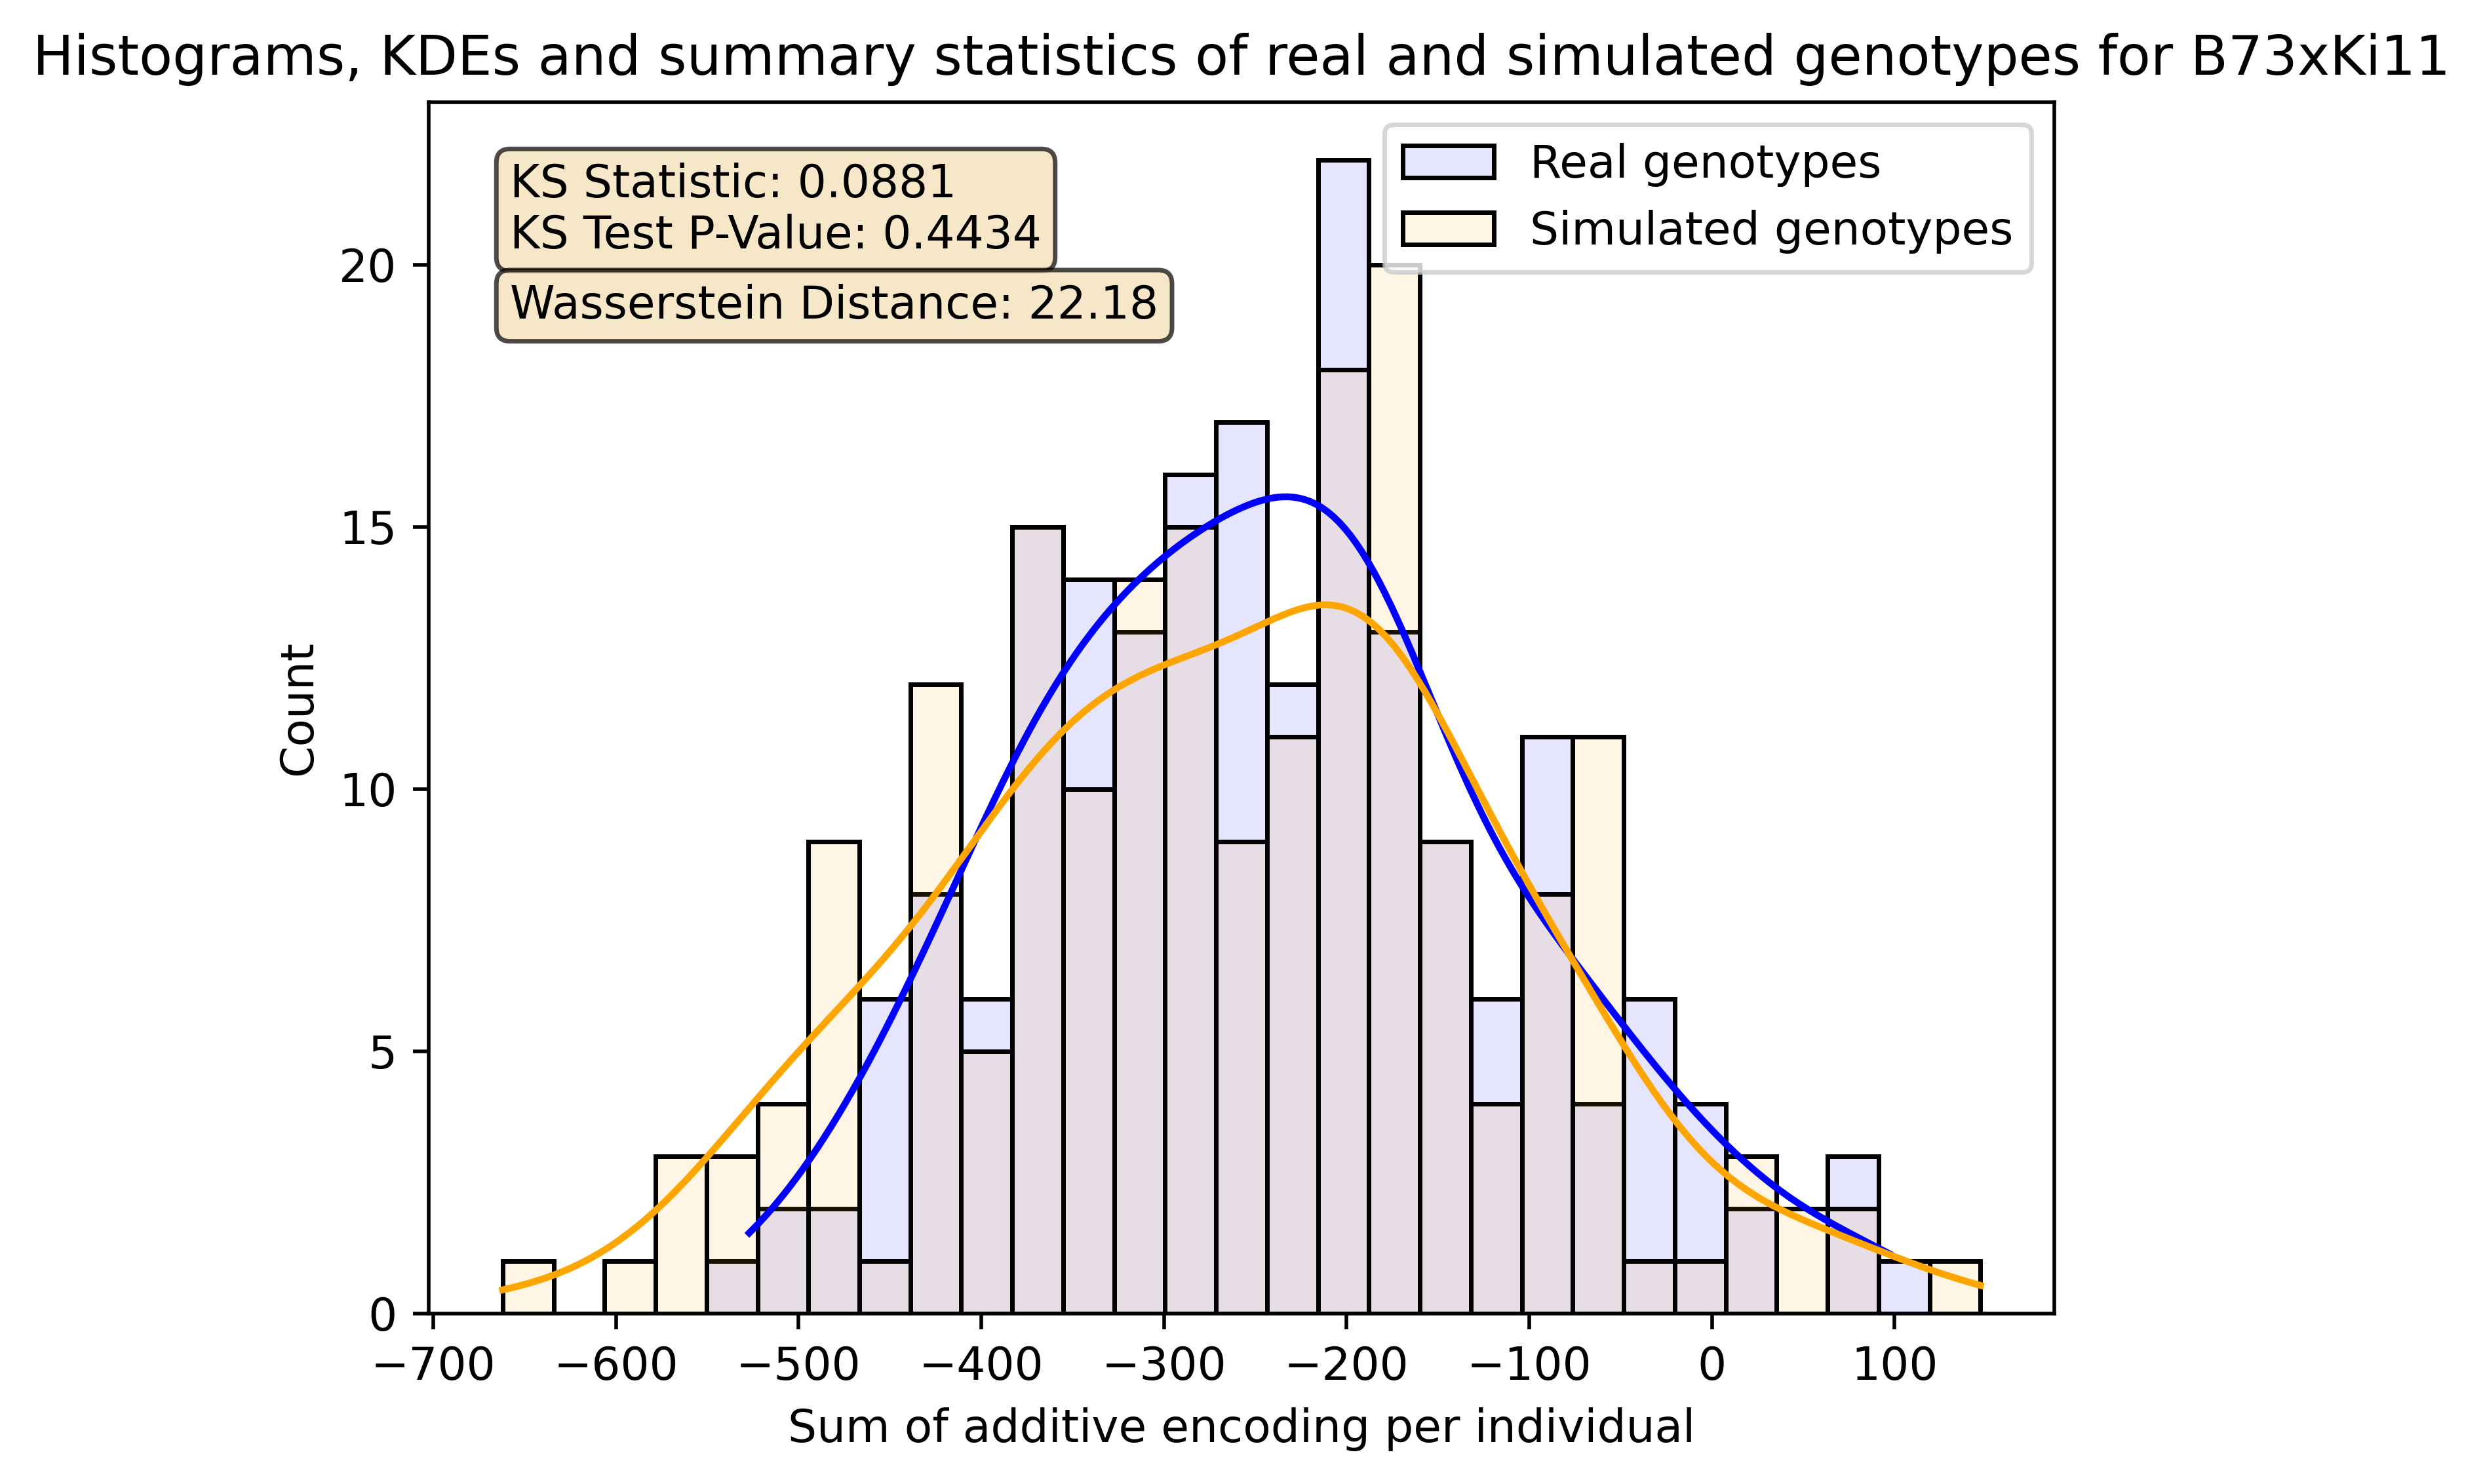 Histograms, KDEs and summary statistics of real and simulated genotypes for B73xKi11
KS Statistic: 0.0881
KS Test P-Value: 0.4434
Wasserstein Distance: 22.18
Real genotypes
Simulated genotypes
Count
20
15
10
5
0
−700 −600 −500 −400 −300 −200 −100 0 100
Sum of additive encoding per individual